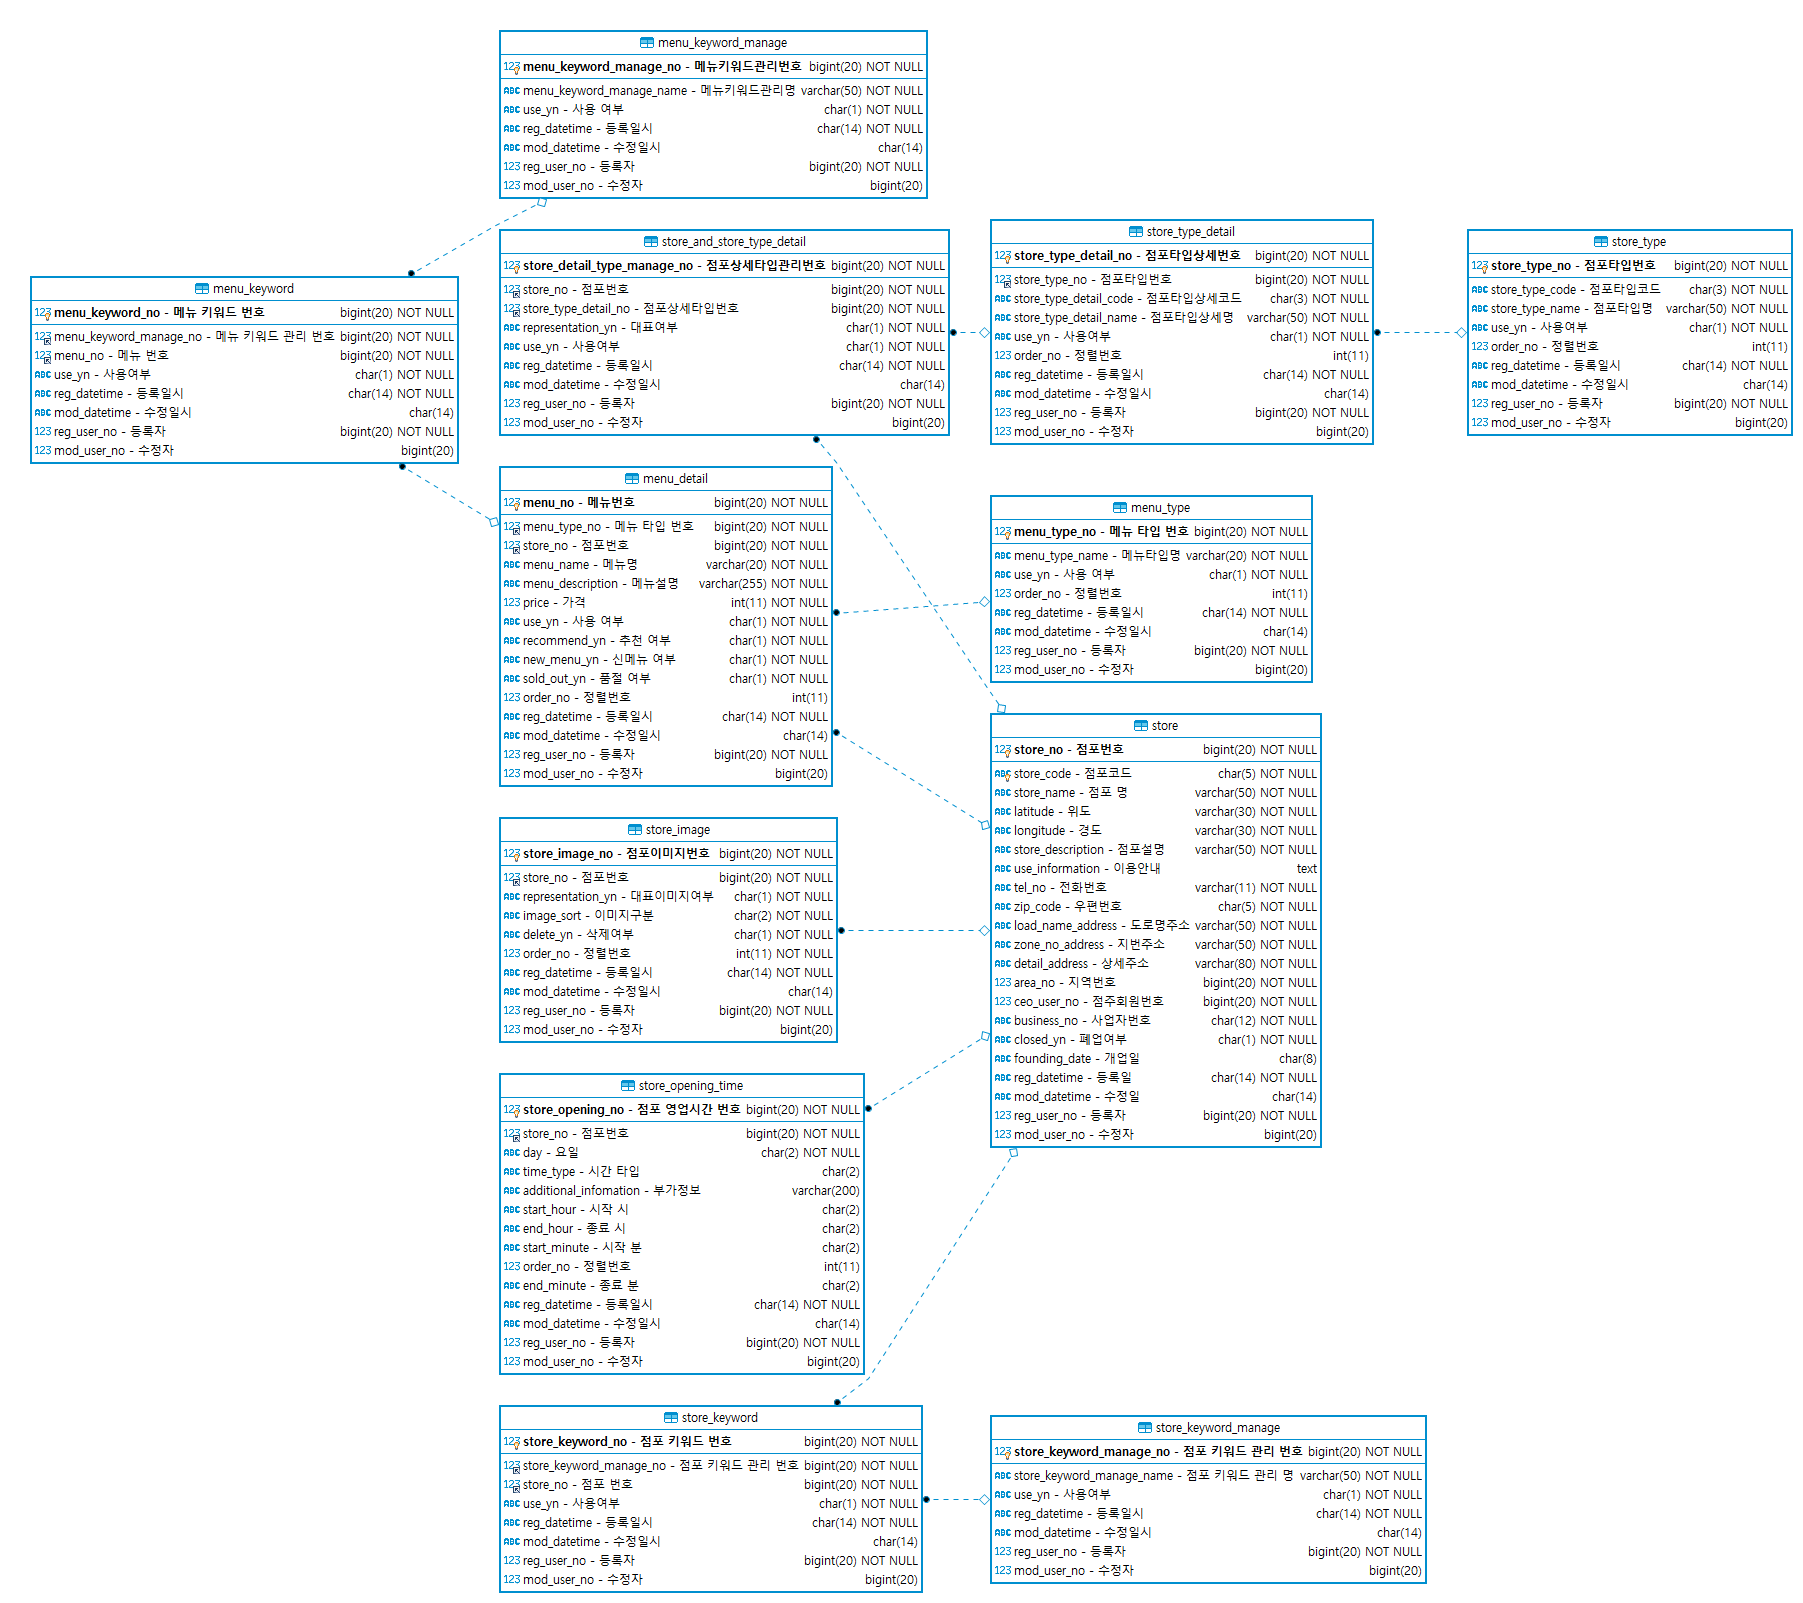 menu_keyword_manage
123 menu_keyword_manage_no - 메뉴키워드관리번호 bigint(20) NOT NULL
ABC menu_keyword_manage_name - 메뉴키워드관리명 varchar(50) NOT NULL
ABC use_yn - 사용 여부 char(1) NOT NULL
ABC reg_datetime - 등록일시 char(14) NOT NULL
ABC mod_datetime - 수정일시 char(14)
123 reg_user_no - 등록자 bigint(20) NOT NULL
123 mod_user_no - 수정자 bigint(20)
menu_keyword
123 menu_keyword_no - 메뉴 키워드 번호 bigint(20) NOT NULL
123 menu_keyword_manage_no - 메뉴 키워드 관리 번호 bigint(20) NOT NULL
123 menu_no - 메뉴 번호 bigint(20) NOT NULL
ABC use_yn - 사용여부 char(1) NOT NULL
ABC reg_datetime - 등록일시 char(14) NOT NULL
ABC mod_datetime - 수정일시 char(14)
123 reg_user_no - 등록자 bigint(20) NOT NULL
123 mod_user_no - 수정자 bigint(20)
store_and_store_type_detail
123 store_detail_type_manage_no - 점포상세타입관리번호 bigint(20) NOT NULL
123 store_no - 점포번호 bigint(20) NOT NULL
123 store_type_detail_no - 점포상세타입번호 bigint(20) NOT NULL
ABC representation_yn - 대표여부 char(1) NOT NULL
ABC use_yn - 사용여부 char(1) NOT NULL
ABC reg_datetime - 등록일시 char(14) NOT NULL
ABC mod_datetime - 수정일시 char(14)
123 reg_user_no - 등록자 bigint(20) NOT NULL
123 mod_user_no - 수정자 bigint(20)
store_type_detail
123 store_type_detail_no - 점포타입상세번호 bigint(20) NOT NULL
123 store_type_no - 점포타입번호 bigint(20) NOT NULL
ABC store_type_detail_code - 점포타입상세코드 char(3) NOT NULL
ABC store_type_detail_name - 점포타입상세명 varchar(50) NOT NULL
ABC use_yn - 사용여부 char(1) NOT NULL
123 order_no - 정렬번호 int(11)
ABC reg_datetime - 등록일시 char(14) NOT NULL
ABC mod_datetime - 수정일시 char(14)
123 reg_user_no - 등록자 bigint(20) NOT NULL
123 mod_user_no - 수정자 bigint(20)
store_type
123 store_type_no - 점포타입번호 bigint(20) NOT NULL
ABC store_type_code - 점포타입코드 char(3) NOT NULL
ABC store_type_name - 점포타입명 varchar(50) NOT NULL
ABC use_yn - 사용여부 char(1) NOT NULL
123 order_no - 정렬번호 int(11)
ABC reg_datetime - 등록일시 char(14) NOT NULL
ABC mod_datetime - 수정일시 char(14)
123 reg_user_no - 등록자 bigint(20) NOT NULL
123 mod_user_no - 수정자 bigint(20)
menu_detail
123 menu_no - 메뉴번호 bigint(20) NOT NULL
123 menu_type_no - 메뉴 타입 번호 bigint(20) NOT NULL
123 store_no - 점포번호 bigint(20) NOT NULL
ABC menu_name - 메뉴명 varchar(20) NOT NULL
ABC menu_description - 메뉴설명 varchar(255) NOT NULL
123 price - 가격 int(11) NOT NULL
ABC use_yn - 사용 여부 char(1) NOT NULL
ABC recommend_yn - 추천 여부 char(1) NOT NULL
ABC new_menu_yn - 신메뉴 여부 char(1) NOT NULL
ABC sold_out_yn - 품절 여부 char(1) NOT NULL
123 order_no - 정렬번호 int(11)
ABC reg_datetime - 등록일시 char(14) NOT NULL
ABC mod_datetime - 수정일시 char(14)
123 reg_user_no - 등록자 bigint(20) NOT NULL
123 mod_user_no - 수정자 bigint(20)
menu_type
123 menu_type_no - 메뉴 타입 번호 bigint(20) NOT NULL
ABC menu_type_name - 메뉴타입명 varchar(20) NOT NULL
ABC use_yn - 사용 여부 char(1) NOT NULL
123 order_no - 정렬번호 int(11)
ABC reg_datetime - 등록일시 char(14) NOT NULL
ABC mod_datetime - 수정일시 char(14)
123 reg_user_no - 등록자 bigint(20) NOT NULL
123 mod_user_no - 수정자 bigint(20)
store
123 store_no - 점포번호 bigint(20) NOT NULL
ABC store_code - 점포코드 char(5) NOT NULL
ABC store_name - 점포 명 varchar(50) NOT NULL
ABC latitude - 위도 varchar(30) NOT NULL
ABC longitude - 경도 varchar(30) NOT NULL
ABC store_description - 점포설명 varchar(50) NOT NULL
ABC use_information - 이용안내 text
ABC tel_no - 전화번호 varchar(11) NOT NULL
ABC zip_code - 우편번호 char(5) NOT NULL
ABC load_name_address - 도로명주소 varchar(50) NOT NULL
ABC zone_no_address - 지번주소 varchar(50) NOT NULL
ABC detail_address - 상세주소 varchar(80) NOT NULL
123 area_no - 지역번호 bigint(20) NOT NULL
123 ceo_user_no - 점주회원번호 bigint(20) NOT NULL
ABC business_no - 사업자번호 char(12) NOT NULL
ABC closed_yn - 폐업여부 char(1) NOT NULL
ABC founding_date - 개업일 char(8)
ABC reg_datetime - 등록일 char(14) NOT NULL
ABC mod_datetime - 수정일 char(14)
123 reg_user_no - 등록자 bigint(20) NOT NULL
123 mod_user_no - 수정자 bigint(20)
store_image
123 store_image_no - 점포이미지번호 bigint(20) NOT NULL
123 store_no - 점포번호 bigint(20) NOT NULL
ABC representation_yn - 대표이미지여부 char(1) NOT NULL
ABC image_sort - 이미지구분 char(2) NOT NULL
ABC delete_yn - 삭제여부 char(1) NOT NULL
123 order_no - 정렬번호 int(11) NOT NULL
ABC reg_datetime - 등록일시 char(14) NOT NULL
ABC mod_datetime - 수정일시 char(14)
123 reg_user_no - 등록자 bigint(20) NOT NULL
123 mod_user_no - 수정자 bigint(20)
store_opening_time
123 store_opening_no - 점포 영업시간 번호 bigint(20) NOT NULL
123 store_no - 점포번호 bigint(20) NOT NULL
ABC day - 요일 char(2) NOT NULL
ABC time_type - 시간 타입 char(2)
ABC additional_infomation - 부가정보 varchar(200)
ABC start_hour - 시작 시 char(2)
ABC end_hour - 종료 시 char(2)
ABC start_minute - 시작 분 char(2)
123 order_no - 정렬번호 int(11)
ABC end_minute - 종료 분 char(2)
ABC reg_datetime - 등록일시 char(14) NOT NULL
ABC mod_datetime - 수정일시 char(14)
123 reg_user_no - 등록자 bigint(20) NOT NULL
123 mod_user_no - 수정자 bigint(20)
store_keyword
123 store_keyword_no - 점포 키워드 번호 bigint(20) NOT NULL
123 store_keyword_manage_no - 점포 키워드 관리 번호 bigint(20) NOT NULL
123 store_no - 점포 번호 bigint(20) NOT NULL
ABC use_yn - 사용여부 char(1) NOT NULL
ABC reg_datetime - 등록일시 char(14) NOT NULL
ABC mod_datetime - 수정일시 char(14)
123 reg_user_no - 등록자 bigint(20) NOT NULL
123 mod_user_no - 수정자 bigint(20)
store_keyword_manage
123 store_keyword_manage_no - 점포 키워드 관리 번호 bigint(20) NOT NULL
ABC store_keyword_manage_name - 점포 키워드 관리 명 varchar(50) NOT NULL
ABC use_yn - 사용여부 char(1) NOT NULL
ABC reg_datetime - 등록일시 char(14) NOT NULL
ABC mod_datetime - 수정일시 char(14)
123 reg_user_no - 등록자 bigint(20) NOT NULL
123 mod_user_no - 수정자 bigint(20)